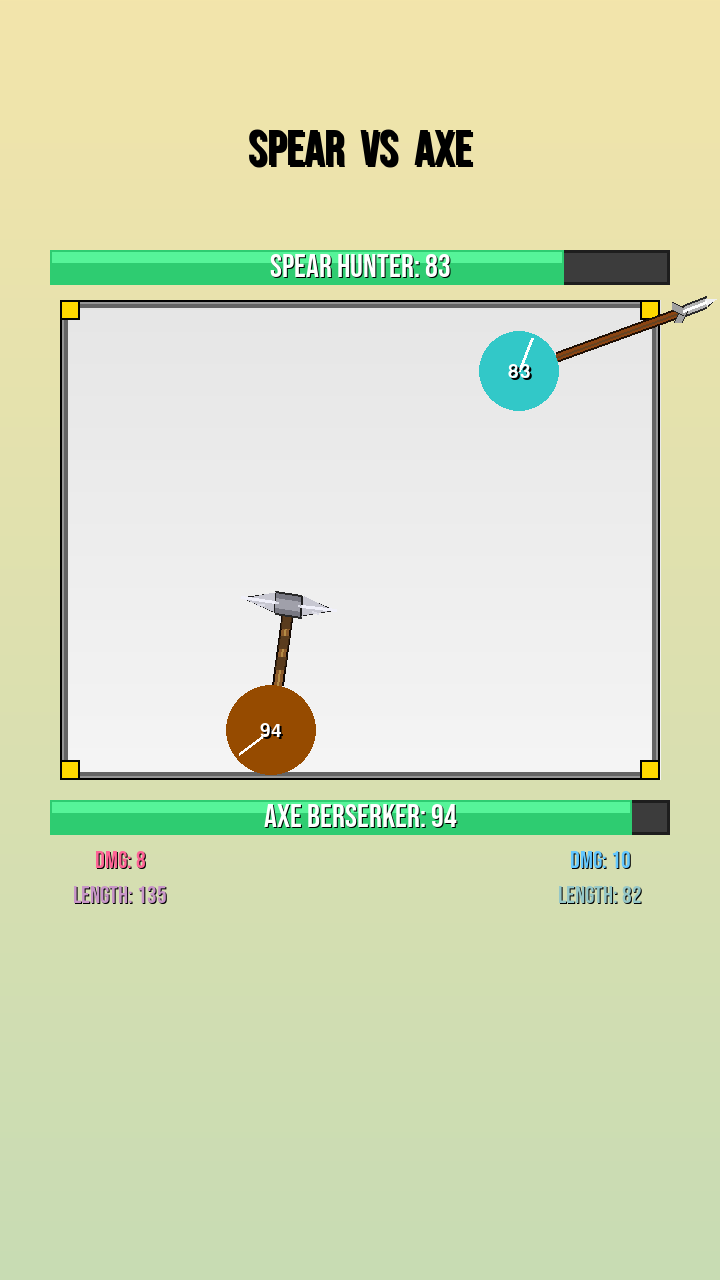 SPEAR VS AXE
SPEAR HUNTER: 83
83
94
AXE BERSERKER: 94
DMG: 8
DMG: 10
LENGTH: 135
LENGTH: 82